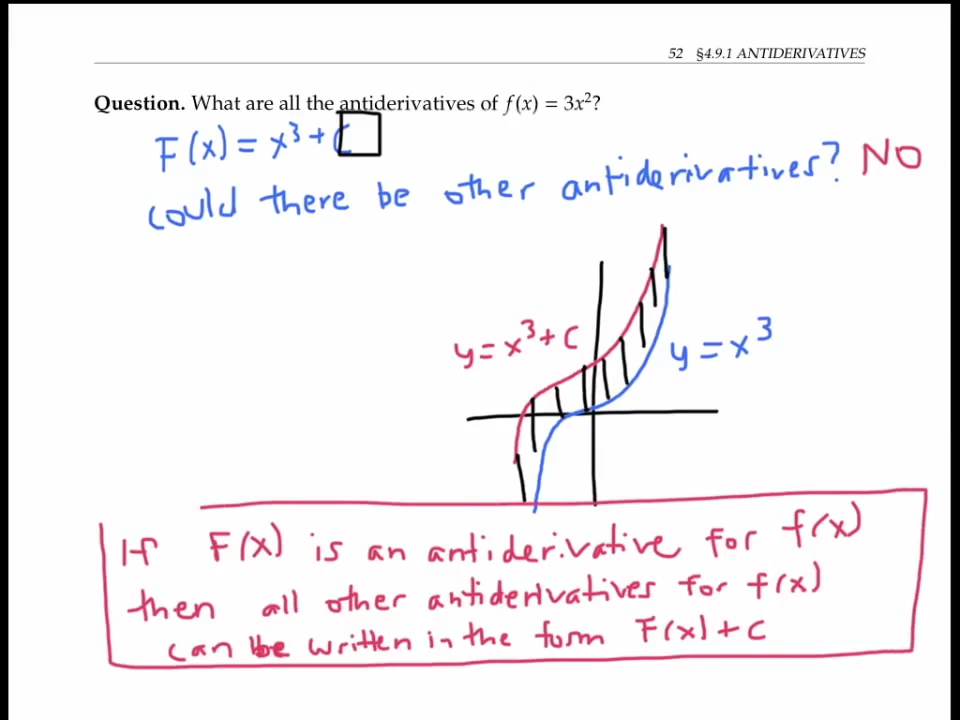 52 §4.9.1 ANTIDERIVATIVES
Question. What are all the antiderivatives of f(x) = 3x²?
F(x) = x³ + C
could there be other antiderivatives? NO
y = x³ + C
y = x³
If F(x) is an antiderivative for f(x)
then all other antiderivatives for f(x)
can be written in the form F(x) + C